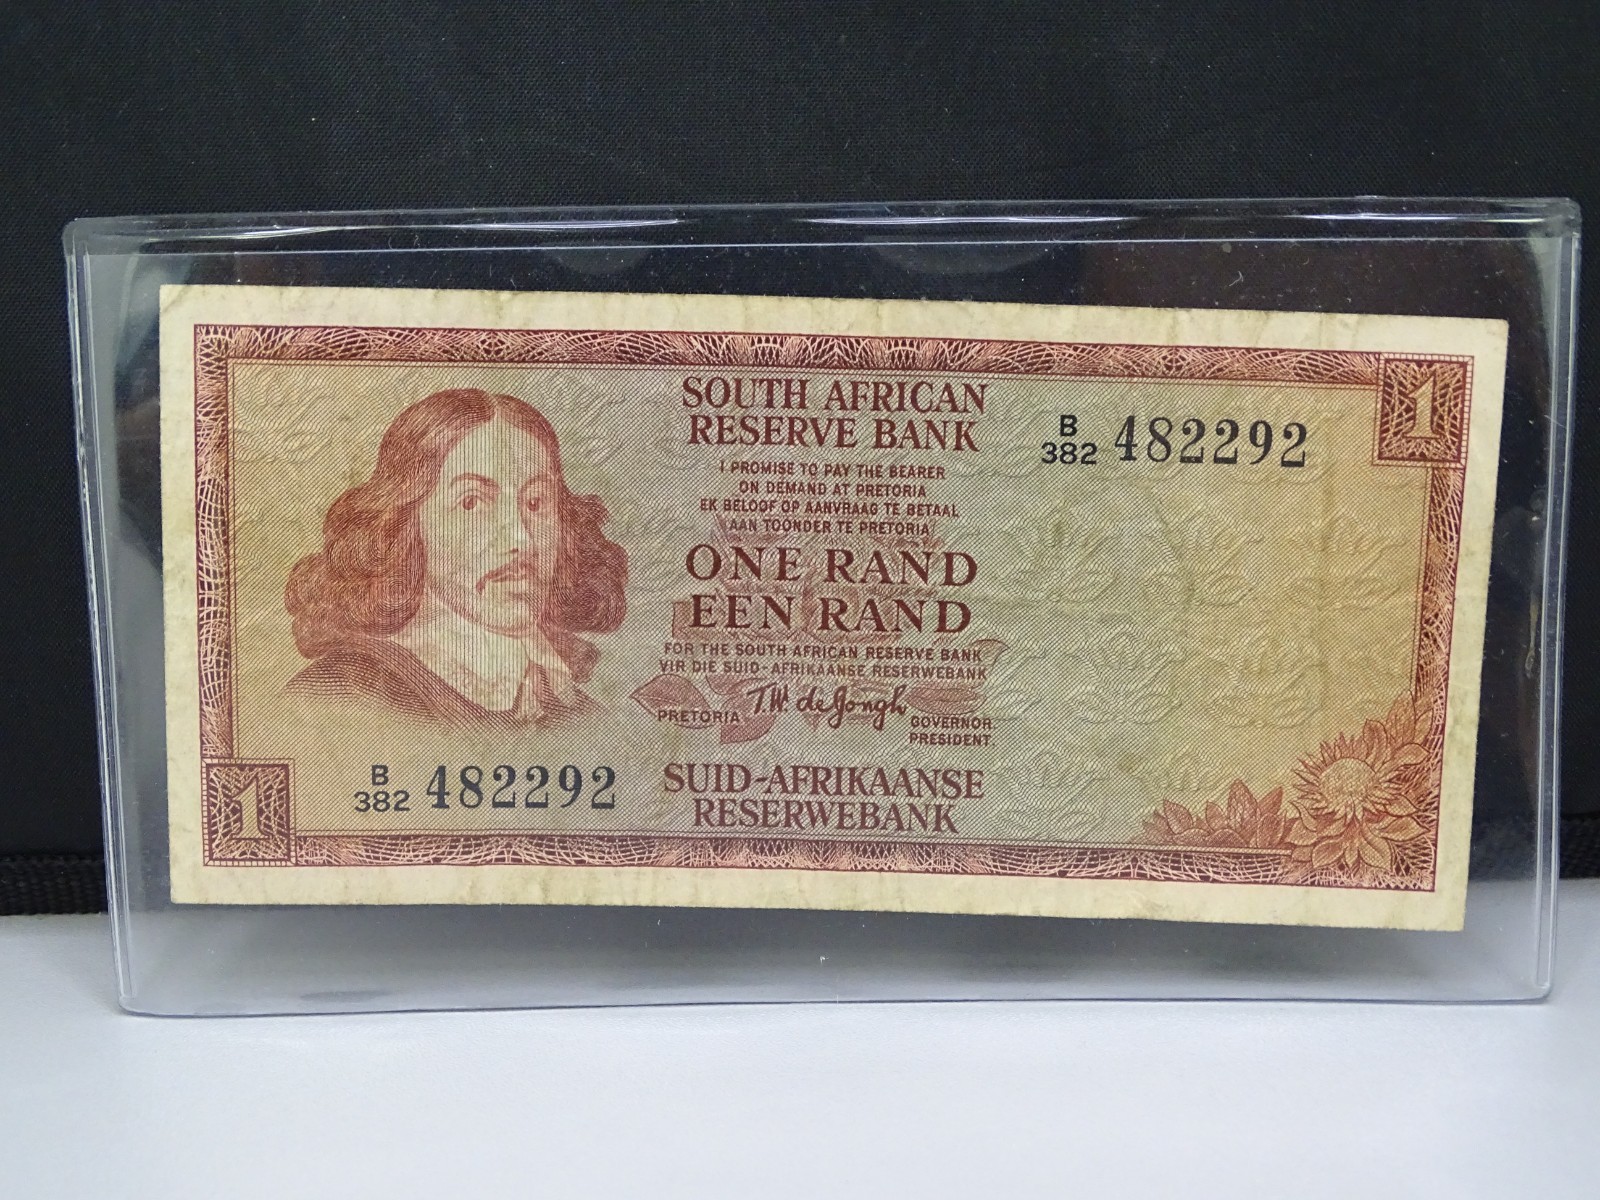 SOUTH AFRICAN
RESERVE BANK
B
382 482292
1
I PROMISE TO PAY THE BEARER
ON DEMAND AT PRETORIA
EK BELOOF OP AANVRAAG TE BETAAL
AAN TOONDER TE PRETORIA
ONE RAND
EEN RAND
FOR THE SOUTH AFRICAN RESERVE BANK
VIR DIE SUID-AFRIKAANSE RESERWEBANK
T.W. de Jongh
PRETORIA
GOVERNOR.
PRESIDENT.
1
B
382 482292
SUID-AFRIKAANSE
RESERWEBANK